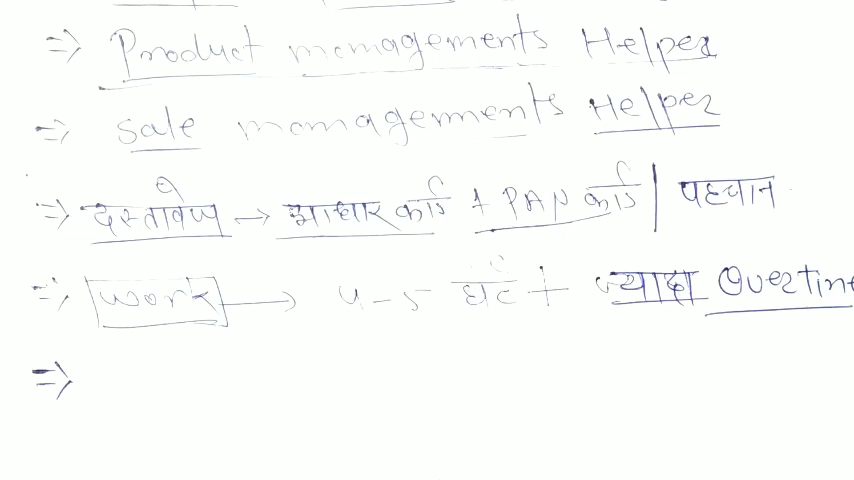 => Product managements Helper
=> Sale managements Helper
=> दस्तावेज → आधार कार्ड + PAN कार्ड | पहचान
=> Work → 4-5 घंटे + ज्यादा Overtime
=>